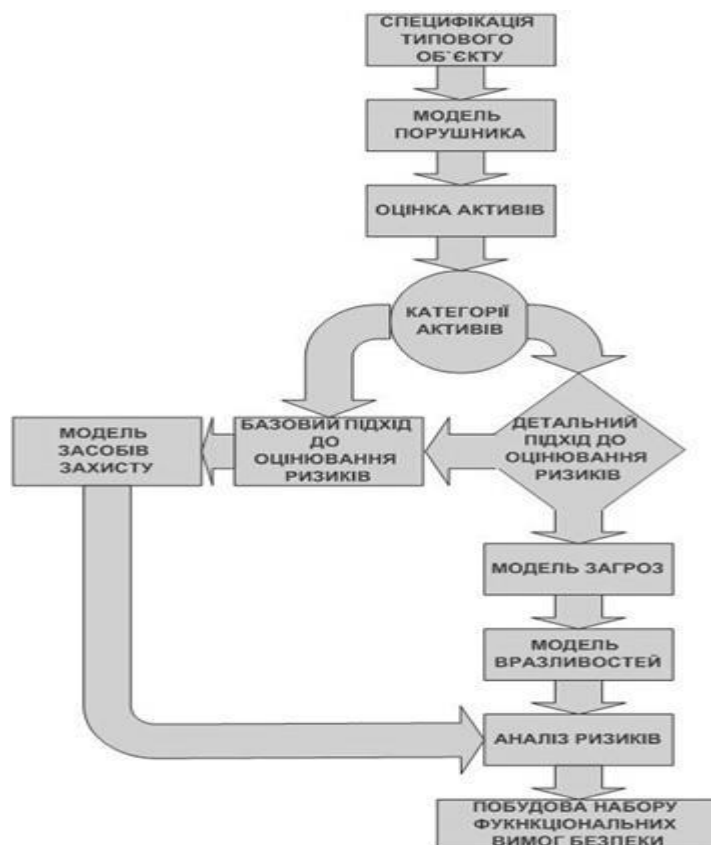 СПЕЦИФІКАЦІЯ
ТИПОВОГО
ОБ`ЄКТУ
МОДЕЛЬ
ПОРУШНИКА
ОЦІНКА АКТИВІВ
КАТЕГОРІЇ
АКТИВІВ
МОДЕЛЬ
ЗАСОБІВ
ЗАХИСТУ
БАЗОВИЙ ПІДХІД
ДО
ОЦІНЮВАННЯ
РИЗИКІВ
ДЕТАЛЬНИЙ
ПІДХІД ДО
ОЦІНЮВАННЯ
РИЗИКІВ
МОДЕЛЬ ЗАГРОЗ
МОДЕЛЬ
ВРАЗЛИВОСТЕЙ
АНАЛІЗ РИЗИКІВ
ПОБУДОВА НАБОРУ
ФУКНКЦІОНАЛЬНИХ
ВИМОГ БЕЗПЕКИ